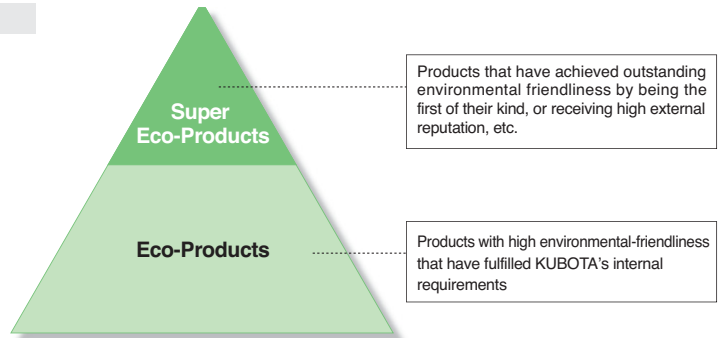 Super
Eco-Products
Products that have achieved outstanding
environmental friendliness by being the
first of their kind, or receiving high external
reputation, etc.
Eco-Products
Products with high environmental-friendliness
that have fulfilled KUBOTA's internal
requirements